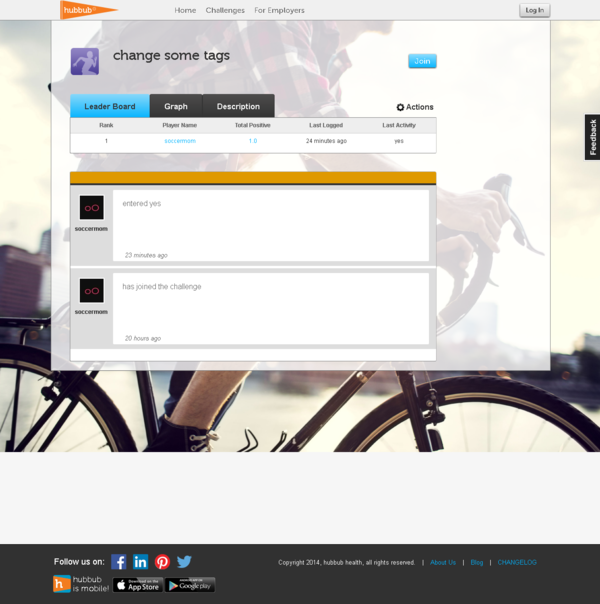 hubbub
Home Challenges For Employers
Log In
change some tags
Join
Leader Board Graph Description
Actions
Feedback
Rank Player Name Total Positive Last Logged Last Activity
1 soccermom 1.0 24 minutes ago yes
entered yes
soccermom
23 minutes ago
has joined the challenge
soccermom
20 hours ago
Follow us on:
Copyright 2014, hubbub health, all rights reserved. | About Us | Blog | CHANGELOG
hubbub
is mobile!
Download on the
App Store
Google play